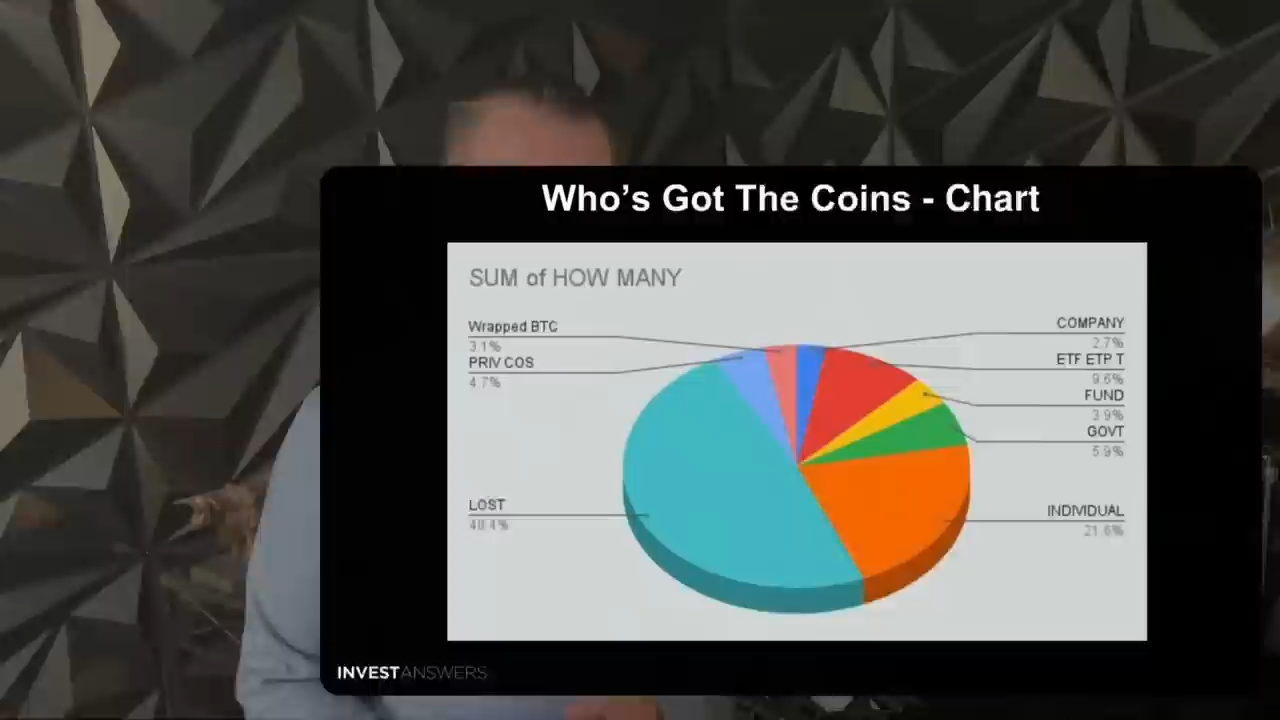 Who's Got The Coins - Chart
SUM of HOW MANY
Wrapped BTC
3.1%
PRIV COS
4.7%
LOST
48.4%
COMPANY
2.7%
ETF ETP T
9.6%
FUND
3.9%
GOVT
5.9%
INDIVIDUAL
21.6%
INVESTANSWERS